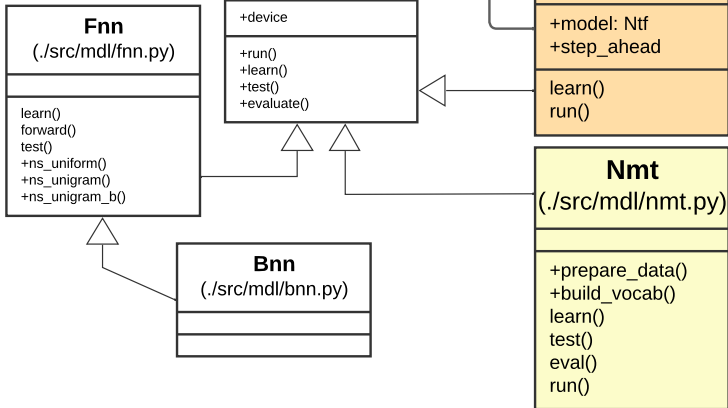 Fnn
(./src/mdl/fnn.py)
learn()
forward()
test()
+ns_uniform()
+ns_unigram()
+ns_unigram_b()
+device
+run()
+learn()
+test()
+evaluate()
+model: Ntf
+step_ahead
learn()
run()
Nmt
(./src/mdl/nmt.py)
+prepare_data()
+build_vocab()
learn()
test()
eval()
run()
Bnn
(./src/mdl/bnn.py)